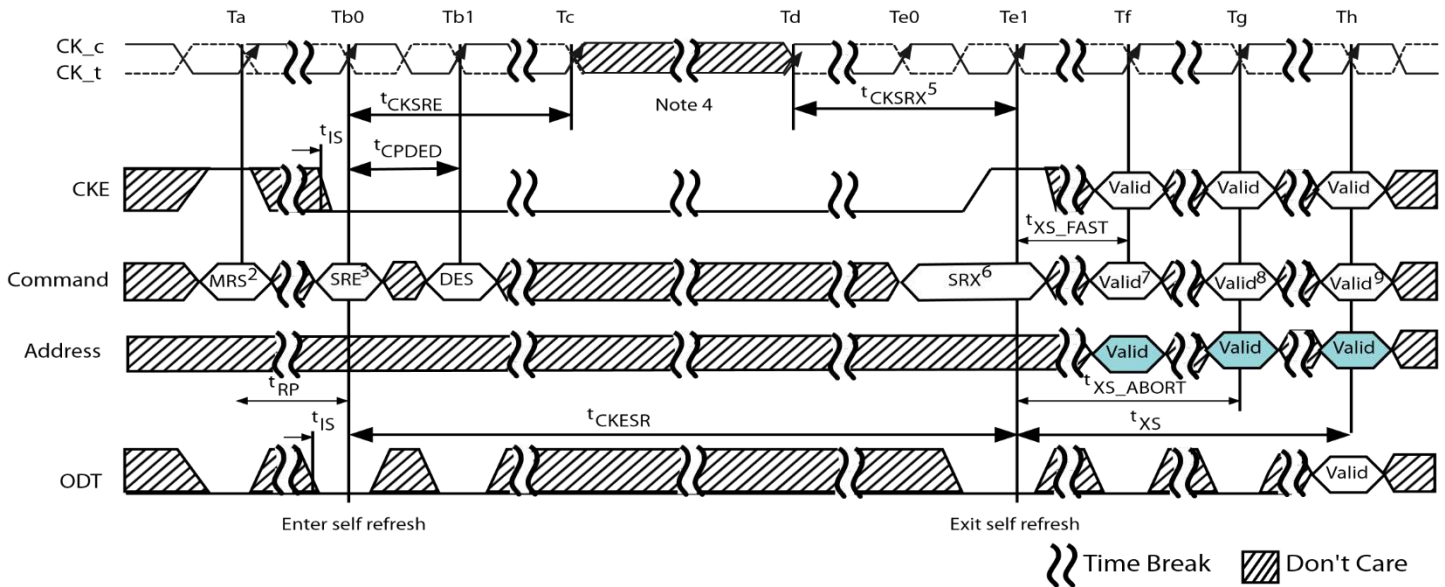 Ta Tb0 Tb1 Tc Td Te0 Te1 Tf Tg Th
CK_c
CK_t
tCKSRE
Note 4
tCKSRX5
tIS
tCPDED
CKE
Valid Valid Valid
tXS_FAST
Command
MRS2 SRE3 DES SRX6 Valid7 Valid8 Valid9
Address
Valid Valid Valid
tRP
tXS_ABORT
tIS
tCKESR
tXS
ODT
Valid
Enter self refresh
Exit self refresh
Time Break
Don't Care